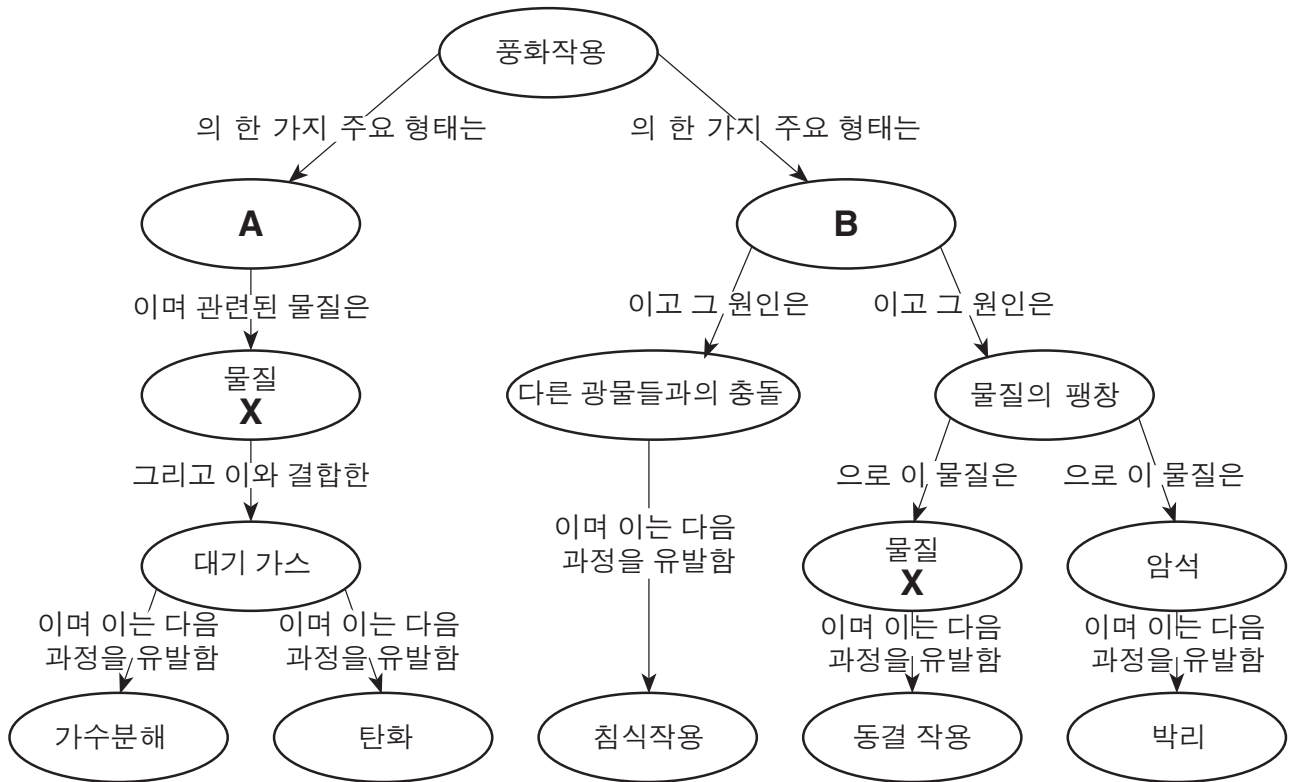 풍화작용
의 한 가지 주요 형태는
의 한 가지 주요 형태는
A
B
이며 관련된 물질은
이고 그 원인은
이고 그 원인은
물질
X
다른 광물들과의 충돌
물질의 팽창
그리고 이와 결합한
으로 이 물질은
으로 이 물질은
이며 이는 다음
과정을 유발함
대기 가스
물질
X
암석
이며 이는 다음
과정을 유발함
이며 이는 다음
과정을 유발함
이며 이는 다음
과정을 유발함
이며 이는 다음
과정을 유발함
가수분해
탄화
침식작용
동결 작용
박리